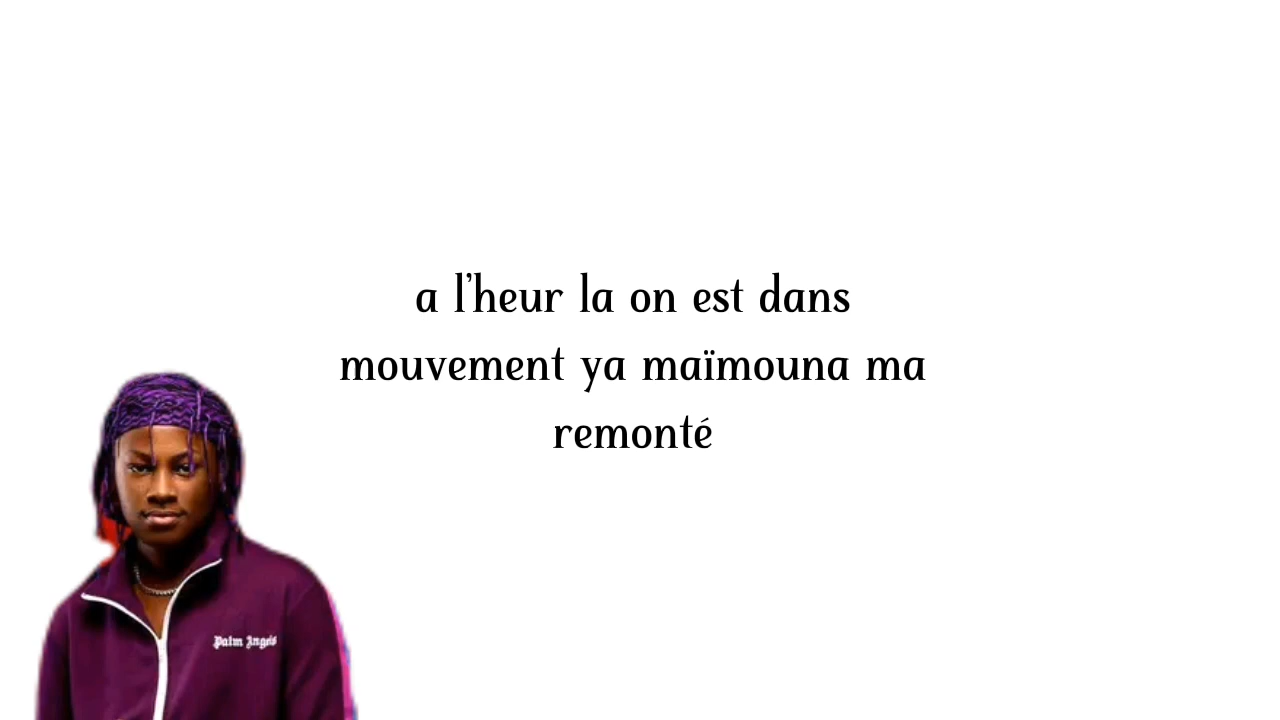 a l'heur la on est dans
mouvement ya maïmouna ma
remonté
Palm Angels